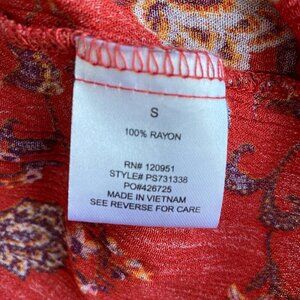 S
100% RAYON
RN# 120951
STYLE# PS731338
PO#426725
MADE IN VIETNAM
SEE REVERSE FOR CARE